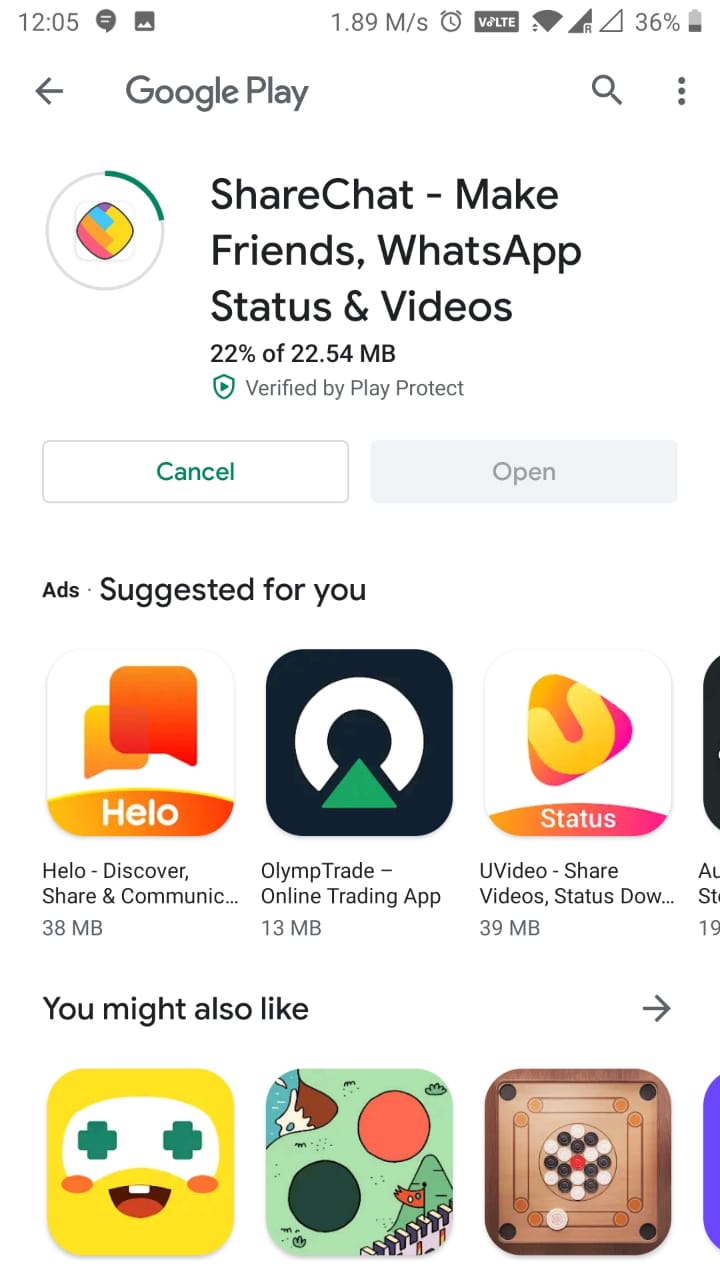 12:05 1.89 M/s VoLTE R 36%
Google Play
ShareChat - Make
Friends, WhatsApp
Status & Videos
22% of 22.54 MB
Verified by Play Protect
Cancel Open
Ads · Suggested for you
Helo Status
Helo - Discover, OlympTrade – UVideo - Share Au
Share & Communic... Online Trading App Videos, Status Dow... St
38 MB 13 MB 39 MB 19
You might also like